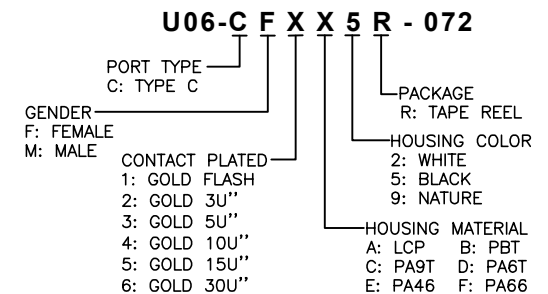 U06-CFXX5R-072
PORT TYPE
C: TYPE C
GENDER
F: FEMALE
M: MALE
CONTACT PLATED
1: GOLD FLASH
2: GOLD 3U''
3: GOLD 5U''
4: GOLD 10U''
5: GOLD 15U''
6: GOLD 30U''
PACKAGE
R: TAPE REEL
HOUSING COLOR
2: WHITE
5: BLACK
9: NATURE
HOUSING MATERIAL
A: LCP B: PBT
C: PA9T D: PA6T
E: PA46 F: PA66